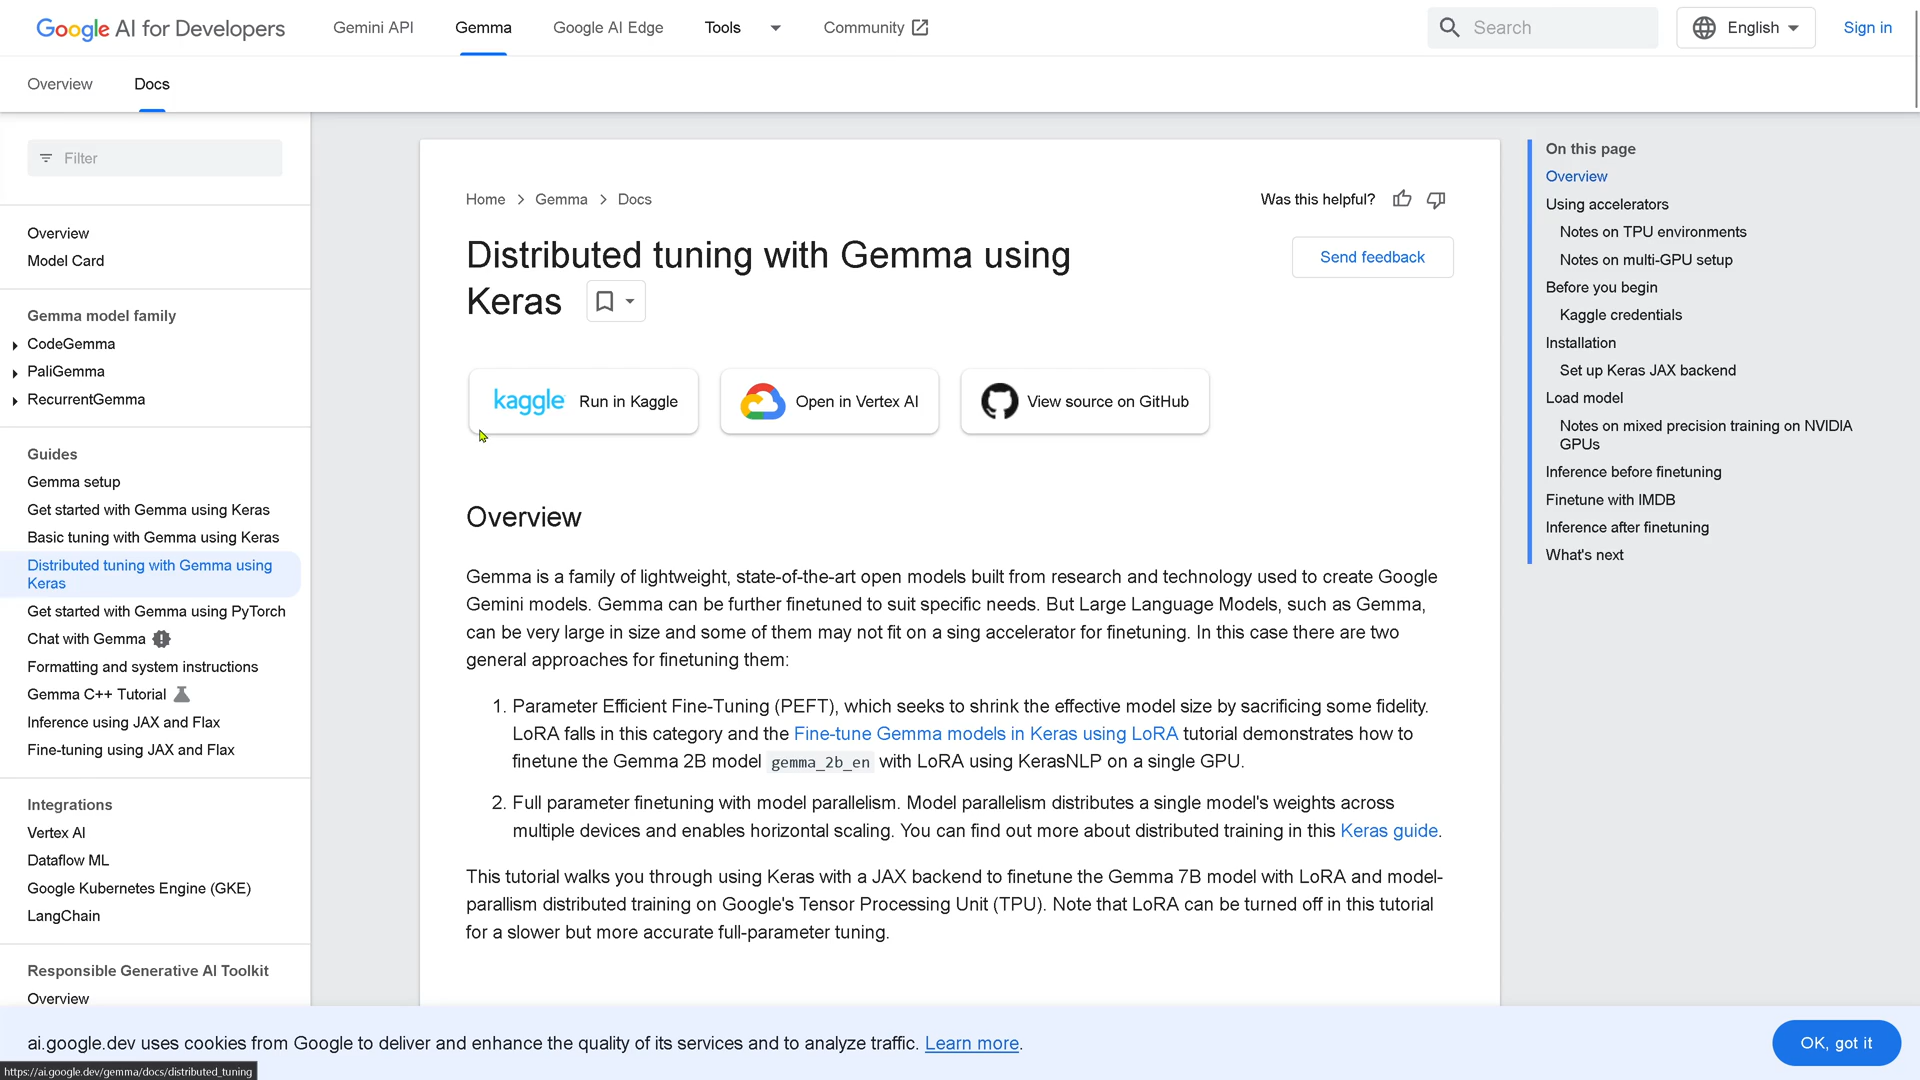 Google AI for Developers
Gemini API
Gemma
Google AI Edge
Tools
Community
Search
English
Sign in
Overview
Docs
Filter
Overview
Model Card
Gemma model family
CodeGemma
PaliGemma
RecurrentGemma
Guides
Gemma setup
Get started with Gemma using Keras
Basic tuning with Gemma using Keras
Distributed tuning with Gemma using
Keras
Get started with Gemma using PyTorch
Chat with Gemma
Formatting and system instructions
Gemma C++ Tutorial
Inference using JAX and Flax
Fine-tuning using JAX and Flax
Integrations
Vertex AI
Dataflow ML
Google Kubernetes Engine (GKE)
LangChain
Responsible Generative AI Toolkit
Overview
Home > Gemma > Docs
Was this helpful?
Distributed tuning with Gemma using
Keras
Send feedback
kaggle Run in Kaggle
Open in Vertex AI
View source on GitHub
Overview
Gemma is a family of lightweight, state-of-the-art open models built from research and technology used to create Google
Gemini models. Gemma can be further finetuned to suit specific needs. But Large Language Models, such as Gemma,
can be very large in size and some of them may not fit on a sing accelerator for finetuning. In this case there are two
general approaches for finetuning them:
1. Parameter Efficient Fine-Tuning (PEFT), which seeks to shrink the effective model size by sacrificing some fidelity.
LoRA falls in this category and the Fine-tune Gemma models in Keras using LoRA tutorial demonstrates how to
finetune the Gemma 2B model gemma_2b_en with LoRA using KerasNLP on a single GPU.
2. Full parameter finetuning with model parallelism. Model parallelism distributes a single model's weights across
multiple devices and enables horizontal scaling. You can find out more about distributed training in this Keras guide.
This tutorial walks you through using Keras with a JAX backend to finetune the Gemma 7B model with LoRA and model-
parallism distributed training on Google's Tensor Processing Unit (TPU). Note that LoRA can be turned off in this tutorial
for a slower but more accurate full-parameter tuning.
On this page
Overview
Using accelerators
Notes on TPU environments
Notes on multi-GPU setup
Before you begin
Kaggle credentials
Installation
Set up Keras JAX backend
Load model
Notes on mixed precision training on NVIDIA
GPUs
Inference before finetuning
Finetune with IMDB
Inference after finetuning
What's next
ai.google.dev uses cookies from Google to deliver and enhance the quality of its services and to analyze traffic. Learn more.
OK, got it
https://ai.google.dev/gemma/docs/distributed_tuning